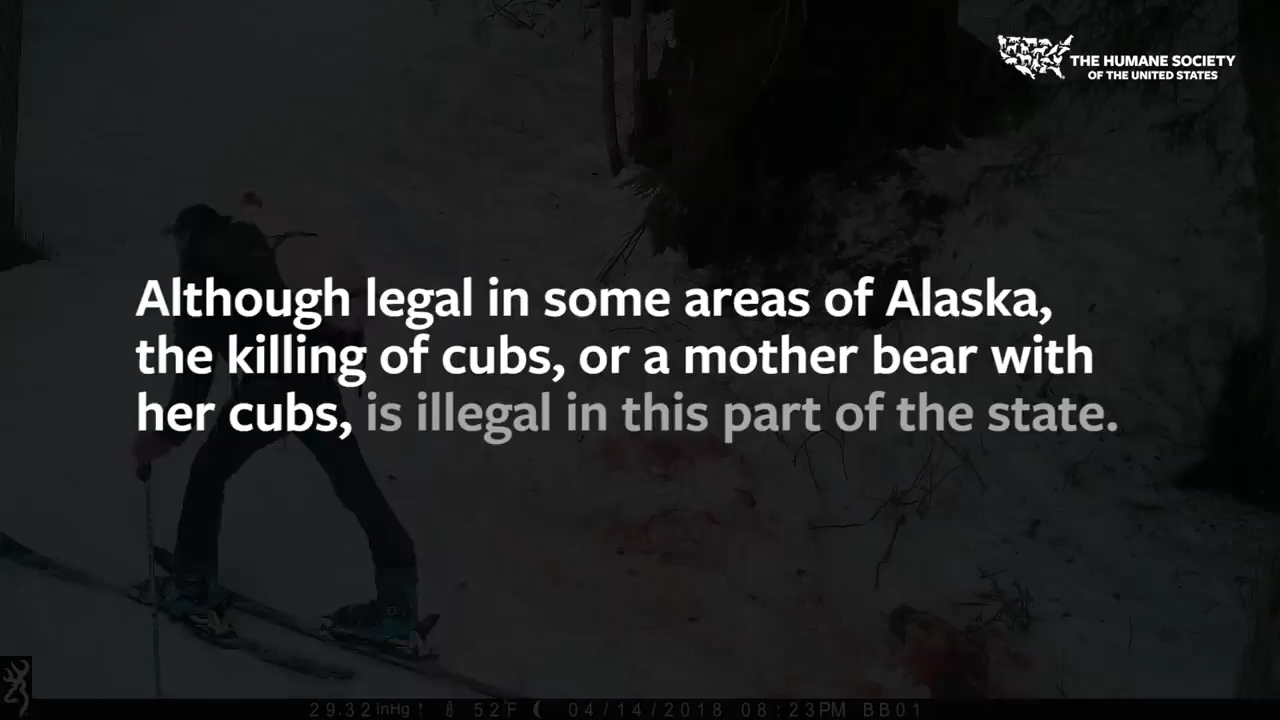 THE HUMANE SOCIETY
OF THE UNITED STATES
Although legal in some areas of Alaska,
the killing of cubs, or a mother bear with
her cubs, is illegal in this part of the state.
29.32inHg↑ 52°F 04/14/2018 08:23PM BB01